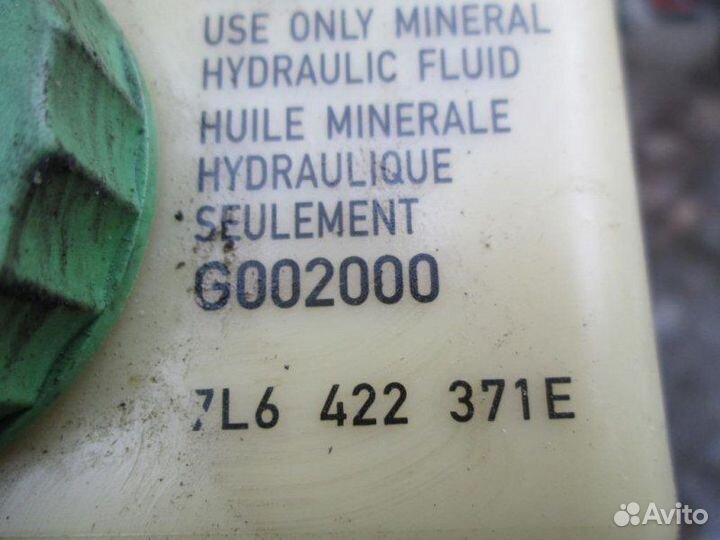 USE ONLY MINERAL
HYDRAULIC FLUID
HUILE MINERALE
HYDRAULIQUE
SEULEMENT
G002000
7L6 422 371E
Avito